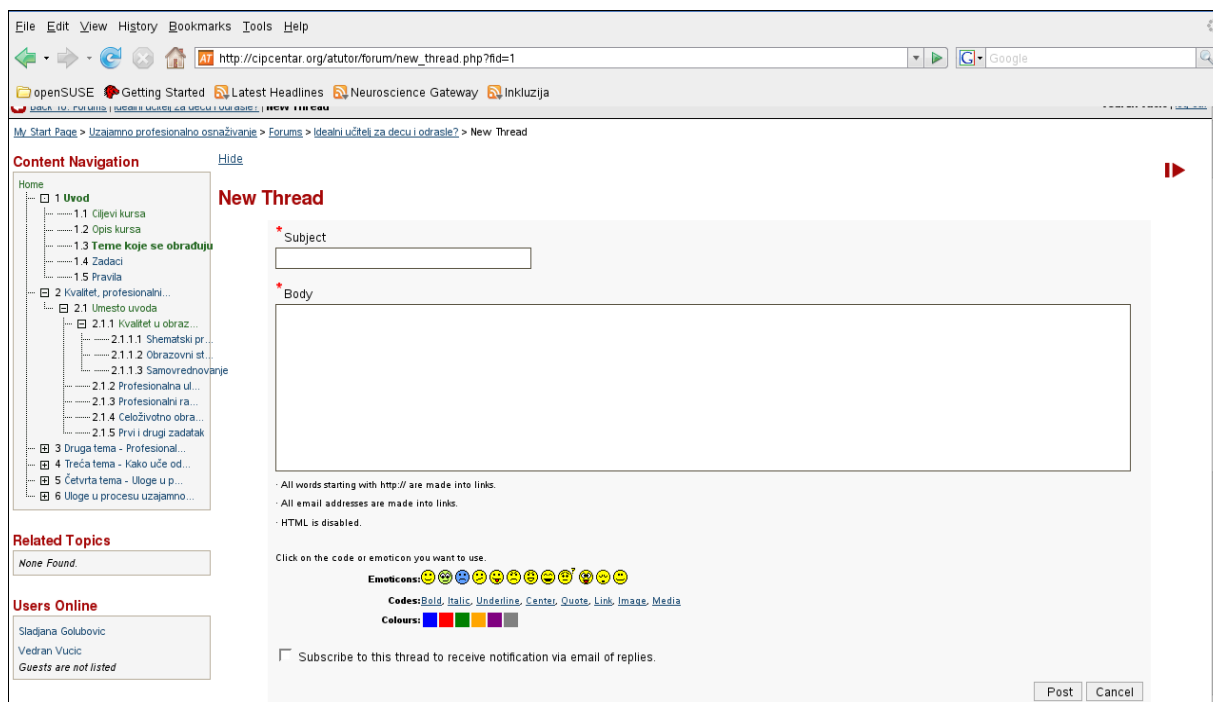 File Edit View History Bookmarks Tools Help
http://cipcentar.org/atutor/forum/new_thread.php?fid=1
Google
openSUSE Getting Started Latest Headlines Neuroscience Gateway Inkluzija
Back To: Forums | Idealni učitelj za decu i odrasle? | New Thread
My Start Page > Uzajamno profesionalno osnaživanje > Forums > Idealni učitelj za decu i odrasle? > New Thread
Content Navigation
Home
1 Uvod
1.1 Ciljevi kursa
1.2 Opis kursa
1.3 Teme koje se obrađuju
1.4 Zadaci
1.5 Pravila
2 Kvalitet, profesionalni...
2.1 Umesto uvoda
2.1.1 Kvalitet u obraz...
2.1.1.1 Shematski pr...
2.1.1.2 Obrazovni st...
2.1.1.3 Samovrednovanje
2.1.2 Profesionalna ul...
2.1.3 Profesionalni ra...
2.1.4 Celoživotno obra...
2.1.5 Prvi i drugi zadatak
3 Druga tema - Profesional...
4 Treća tema - Kako uče od...
5 Četvrta tema - Uloge u p...
6 Uloge u procesu uzajamno...
Related Topics
None Found.
Users Online
Sladjana Golubovic
Vedran Vucic
Guests are not listed
Hide
New Thread
* Subject
* Body
· All words starting with http:// are made into links.
· All email addresses are made into links.
· HTML is disabled.
Click on the code or emoticon you want to use.
Emoticons:
Codes: Bold, Italic, Underline, Center, Quote, Link, Image, Media
Colours:
Subscribe to this thread to receive notification via email of replies.
Post Cancel